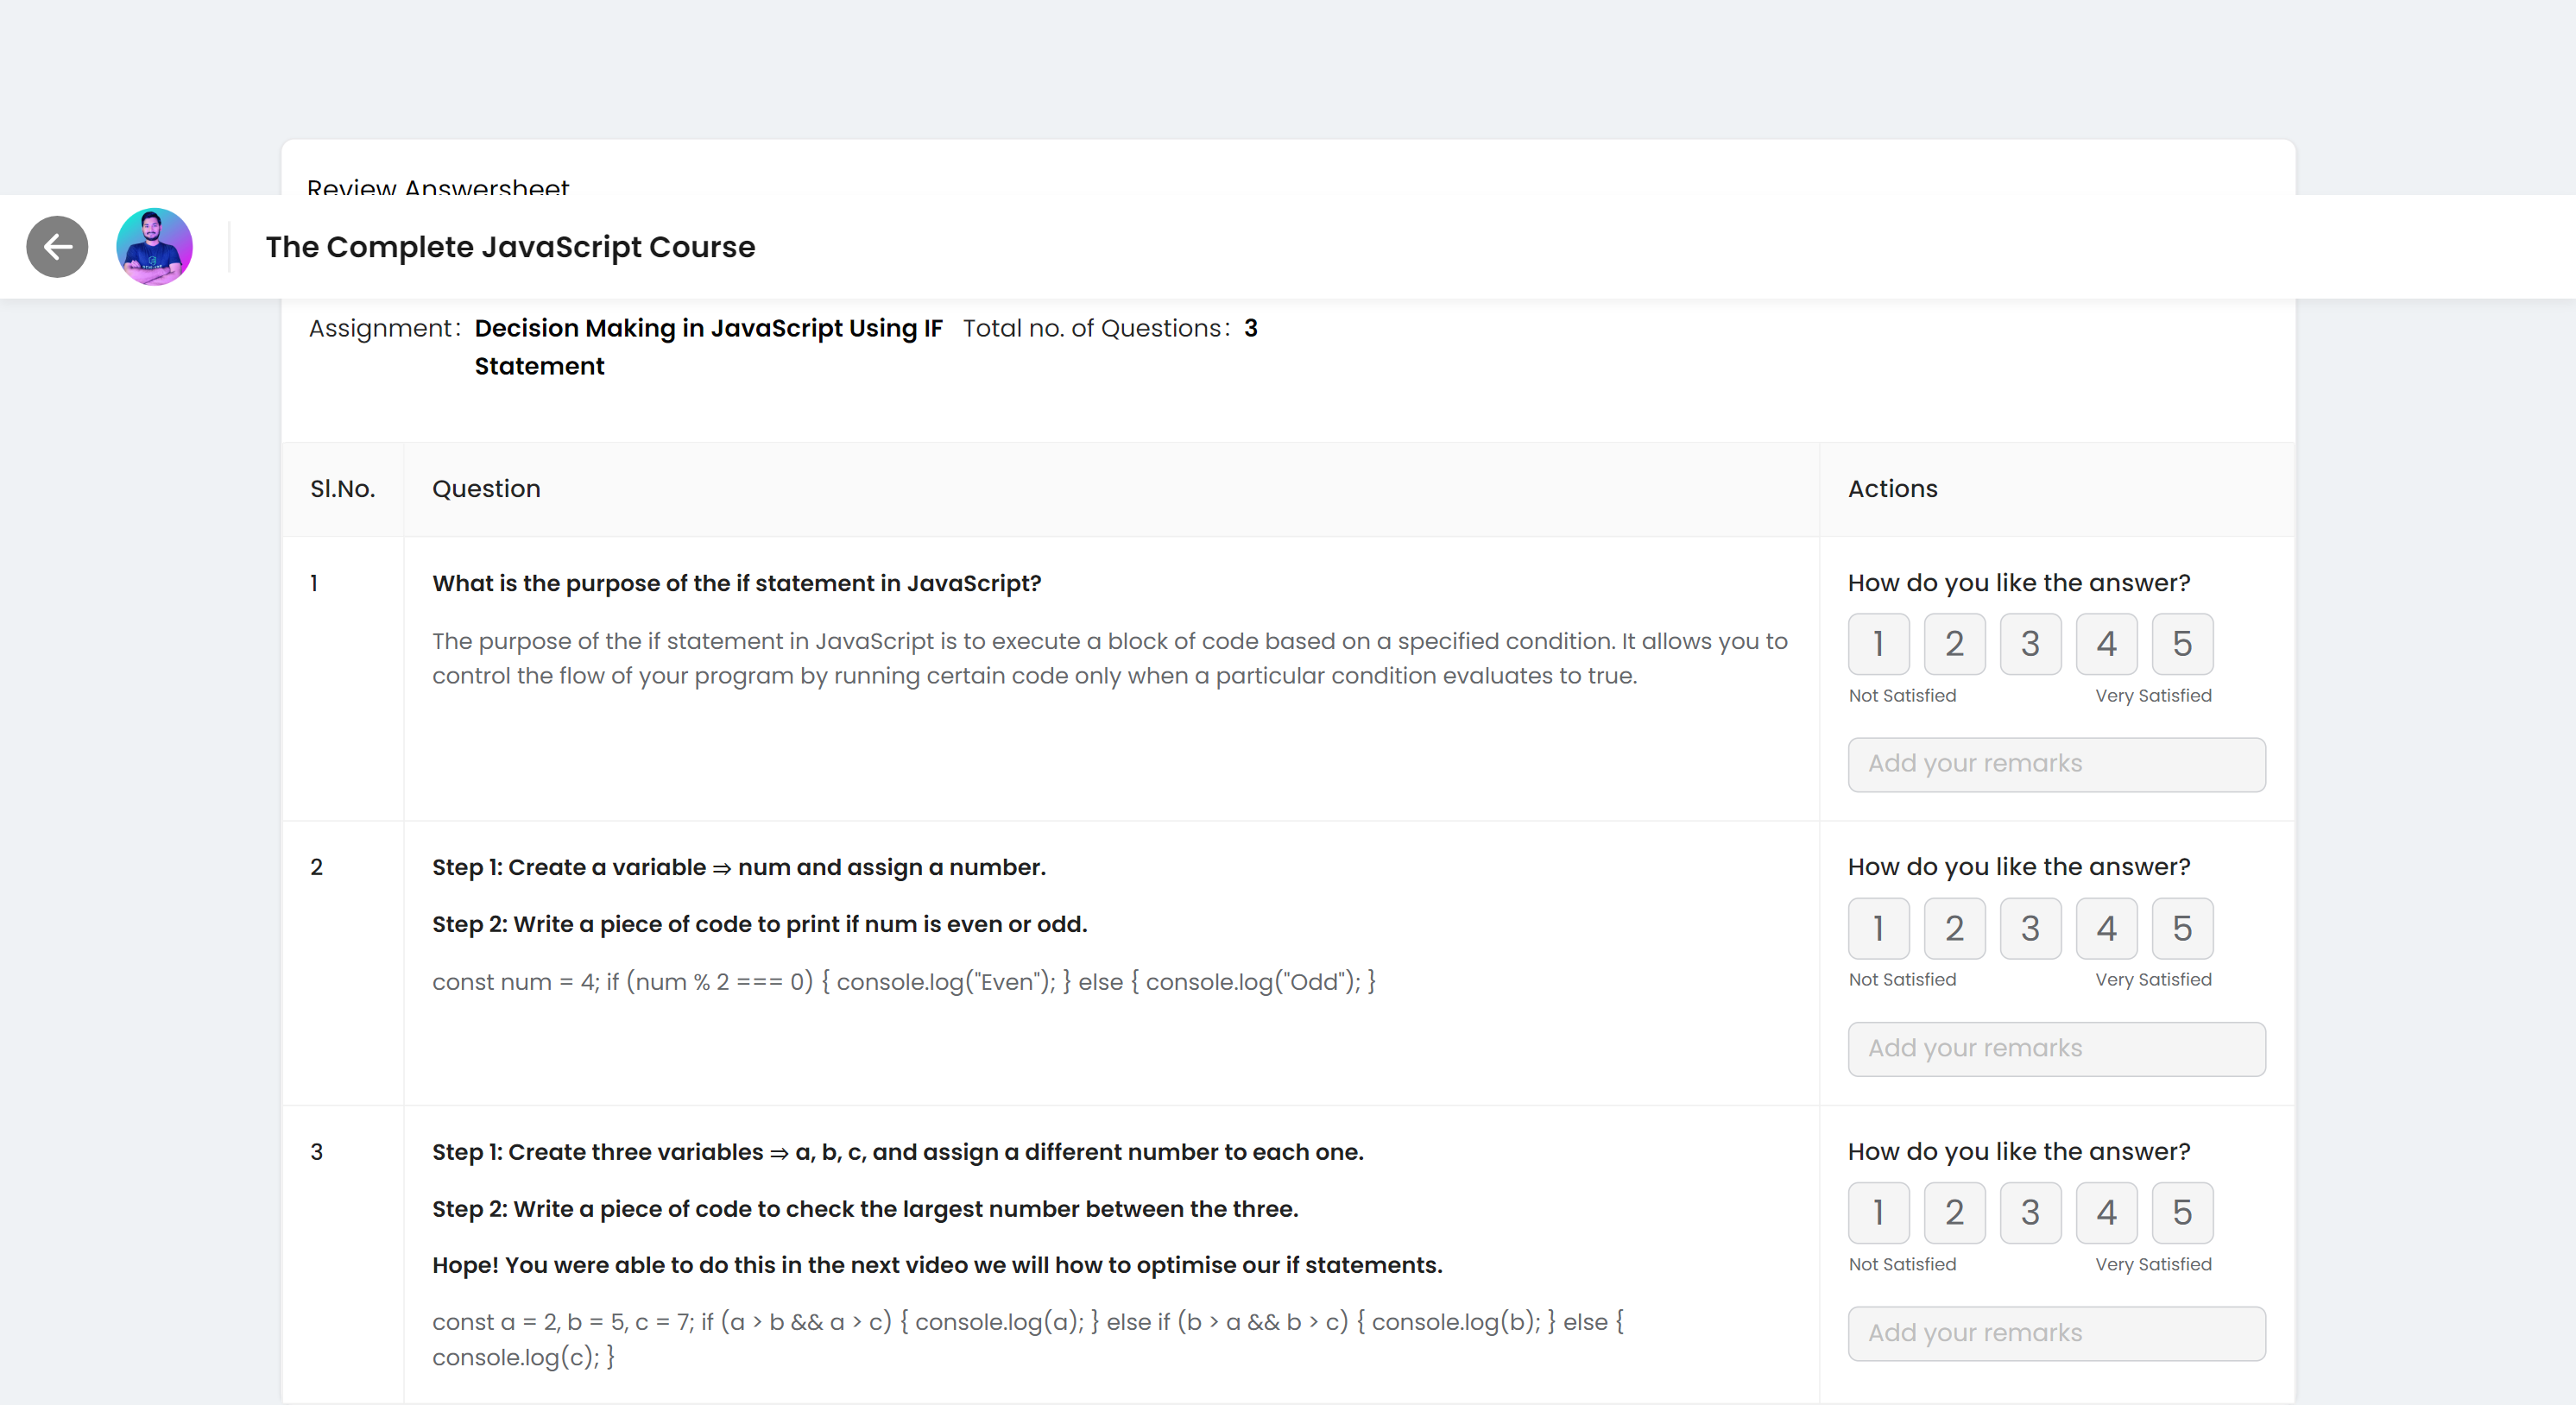 Review Answersheet
The Complete JavaScript Course
Assignment: Decision Making in JavaScript Using IF Statement
Total no. of Questions: 3
Sl.No. Question Actions
1
What is the purpose of the if statement in JavaScript?
The purpose of the if statement in JavaScript is to execute a block of code based on a specified condition. It allows you to
control the flow of your program by running certain code only when a particular condition evaluates to true.
How do you like the answer?
1 2 3 4 5
Not Satisfied Very Satisfied
Add your remarks
2
Step 1: Create a variable ⇒ num and assign a number.
Step 2: Write a piece of code to print if num is even or odd.
const num = 4; if (num % 2 === 0) { console.log("Even"); } else { console.log("Odd"); }
How do you like the answer?
1 2 3 4 5
Not Satisfied Very Satisfied
Add your remarks
3
Step 1: Create three variables ⇒ a, b, c, and assign a different number to each one.
Step 2: Write a piece of code to check the largest number between the three.
Hope! You were able to do this in the next video we will how to optimise our if statements.
const a = 2, b = 5, c = 7; if (a > b && a > c) { console.log(a); } else if (b > a && b > c) { console.log(b); } else {
console.log(c); }
How do you like the answer?
1 2 3 4 5
Not Satisfied Very Satisfied
Add your remarks